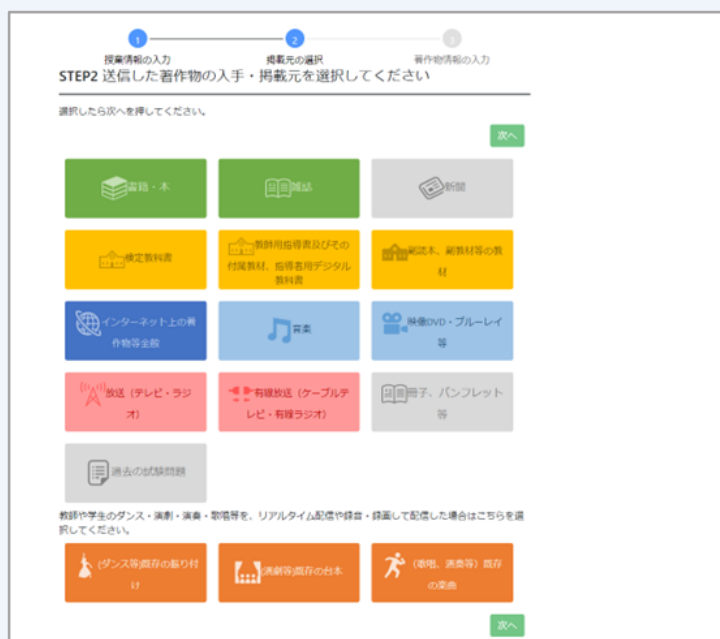 1
2
3
授業情報の入力
掲載元の選択
著作物情報の入力
STEP2 送信した著作物の入手・掲載元を選択してください
選択したら次へを押してください。
次へ
書籍・本
雑誌
新聞
検定教科書
教師用指導書及びその
付属教材、指導者用デジタル
教科書
副読本、副教材等の教
材
インターネット上の著
作物等全般
音楽
映像DVD・ブルーレイ
等
放送（テレビ・ラジ
オ）
有線放送（ケーブルテ
レビ・有線ラジオ）
冊子、パンフレット
等
過去の試験問題
教師や学生のダンス・演劇・演奏・歌唱等を、リアルタイム配信や録音・録画して配信した場合はこちらを選
択してください。
(ダンス等)既存の振り付
け
(演劇等)既存の台本
（歌唱、演奏等）既存
の楽曲
次へ